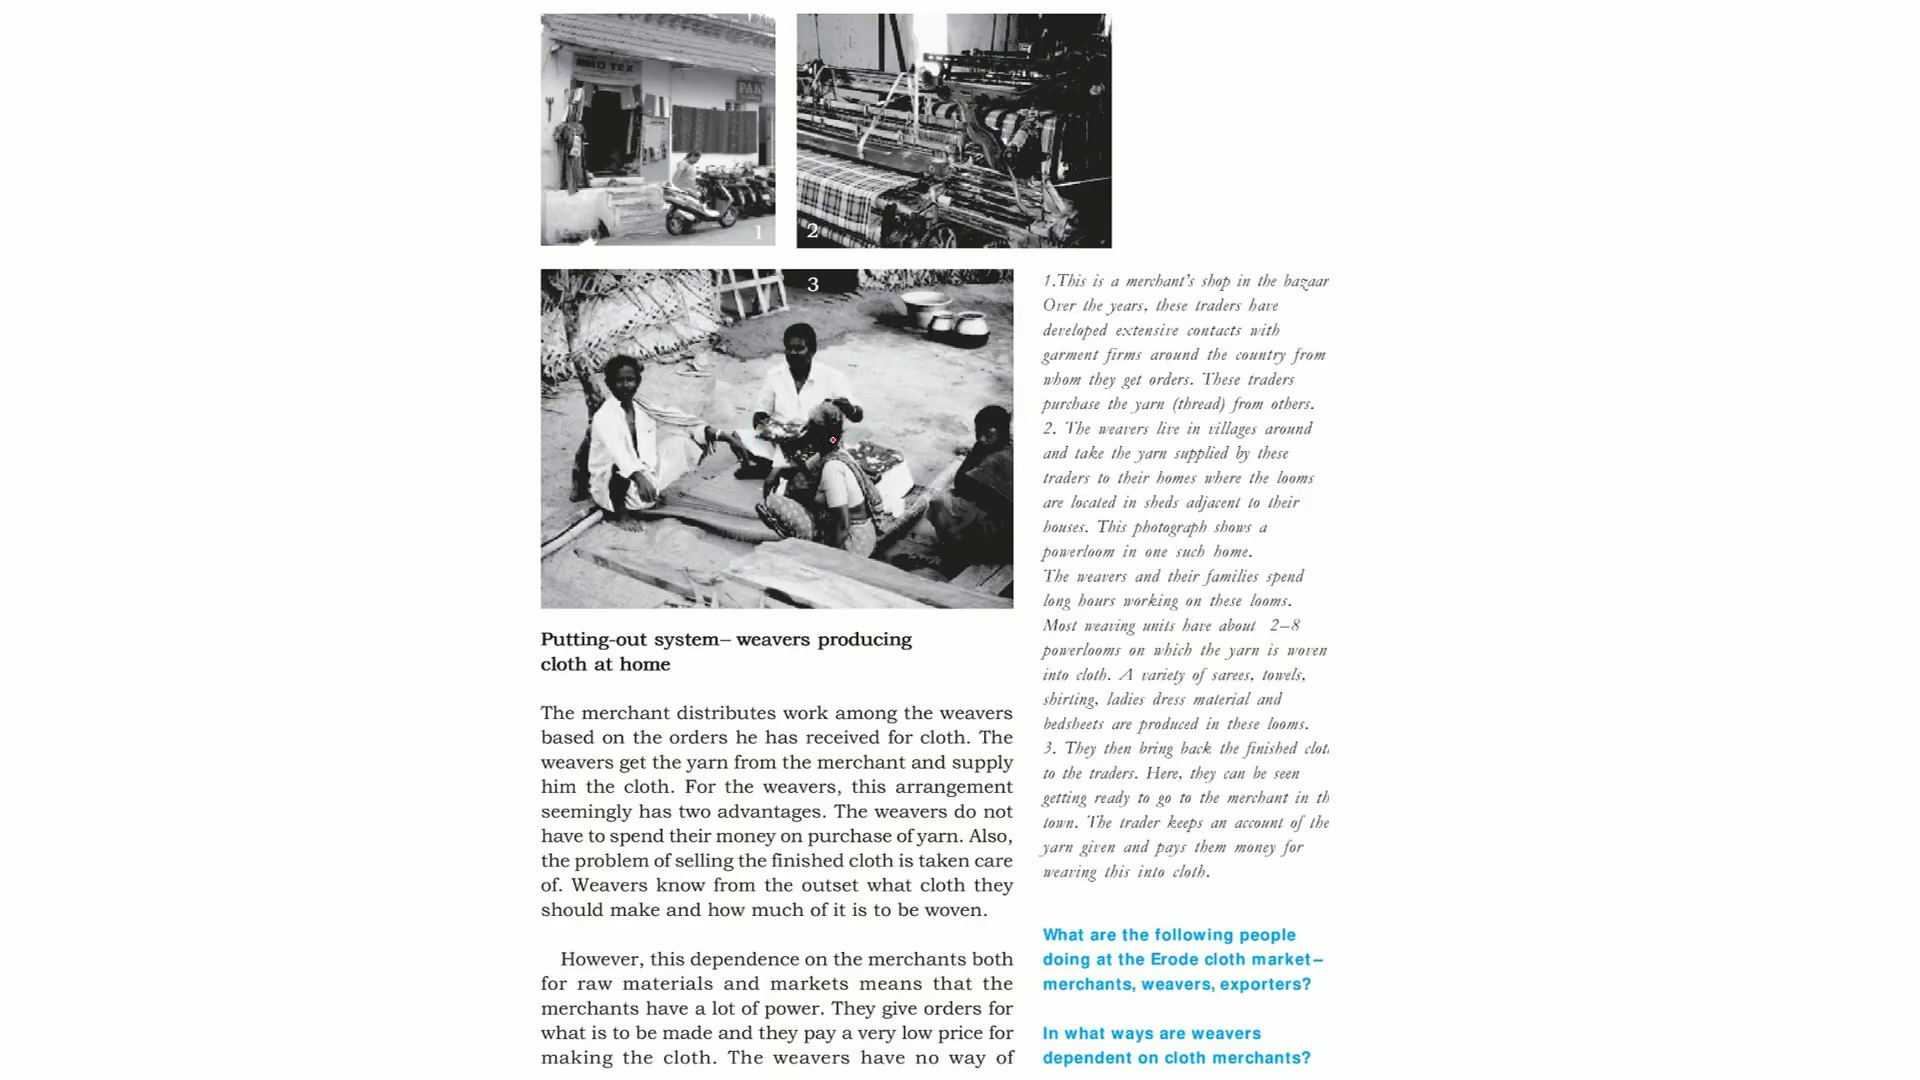 MHD TEX
PAK
1
2
3
1.This is a merchant's shop in the bazaar
Over the years, these traders have
developed extensive contacts with
garment firms around the country from
whom they get orders. These traders
purchase the yarn (thread) from others.
2. The weavers live in villages around
and take the yarn supplied by these
traders to their homes where the looms
are located in sheds adjacent to their
houses. This photograph shows a
powerloom in one such home.
The weavers and their families spend
long hours working on these looms.
Most weaving units have about 2–8
powerlooms on which the yarn is woven
into cloth. A variety of sarees, towels,
shirting, ladies dress material and
bedsheets are produced in these looms.
3. They then bring back the finished clot
to the traders. Here, they can be seen
getting ready to go to the merchant in th
town. The trader keeps an account of the
yarn given and pays them money for
weaving this into cloth.
Putting-out system– weavers producing
cloth at home
The merchant distributes work among the weavers
based on the orders he has received for cloth. The
weavers get the yarn from the merchant and supply
him the cloth. For the weavers, this arrangement
seemingly has two advantages. The weavers do not
have to spend their money on purchase of yarn. Also,
the problem of selling the finished cloth is taken care
of. Weavers know from the outset what cloth they
should make and how much of it is to be woven.
However, this dependence on the merchants both
for raw materials and markets means that the
merchants have a lot of power. They give orders for
what is to be made and they pay a very low price for
making the cloth. The weavers have no way of
What are the following people
doing at the Erode cloth market–
merchants, weavers, exporters?
In what ways are weavers
dependent on cloth merchants?